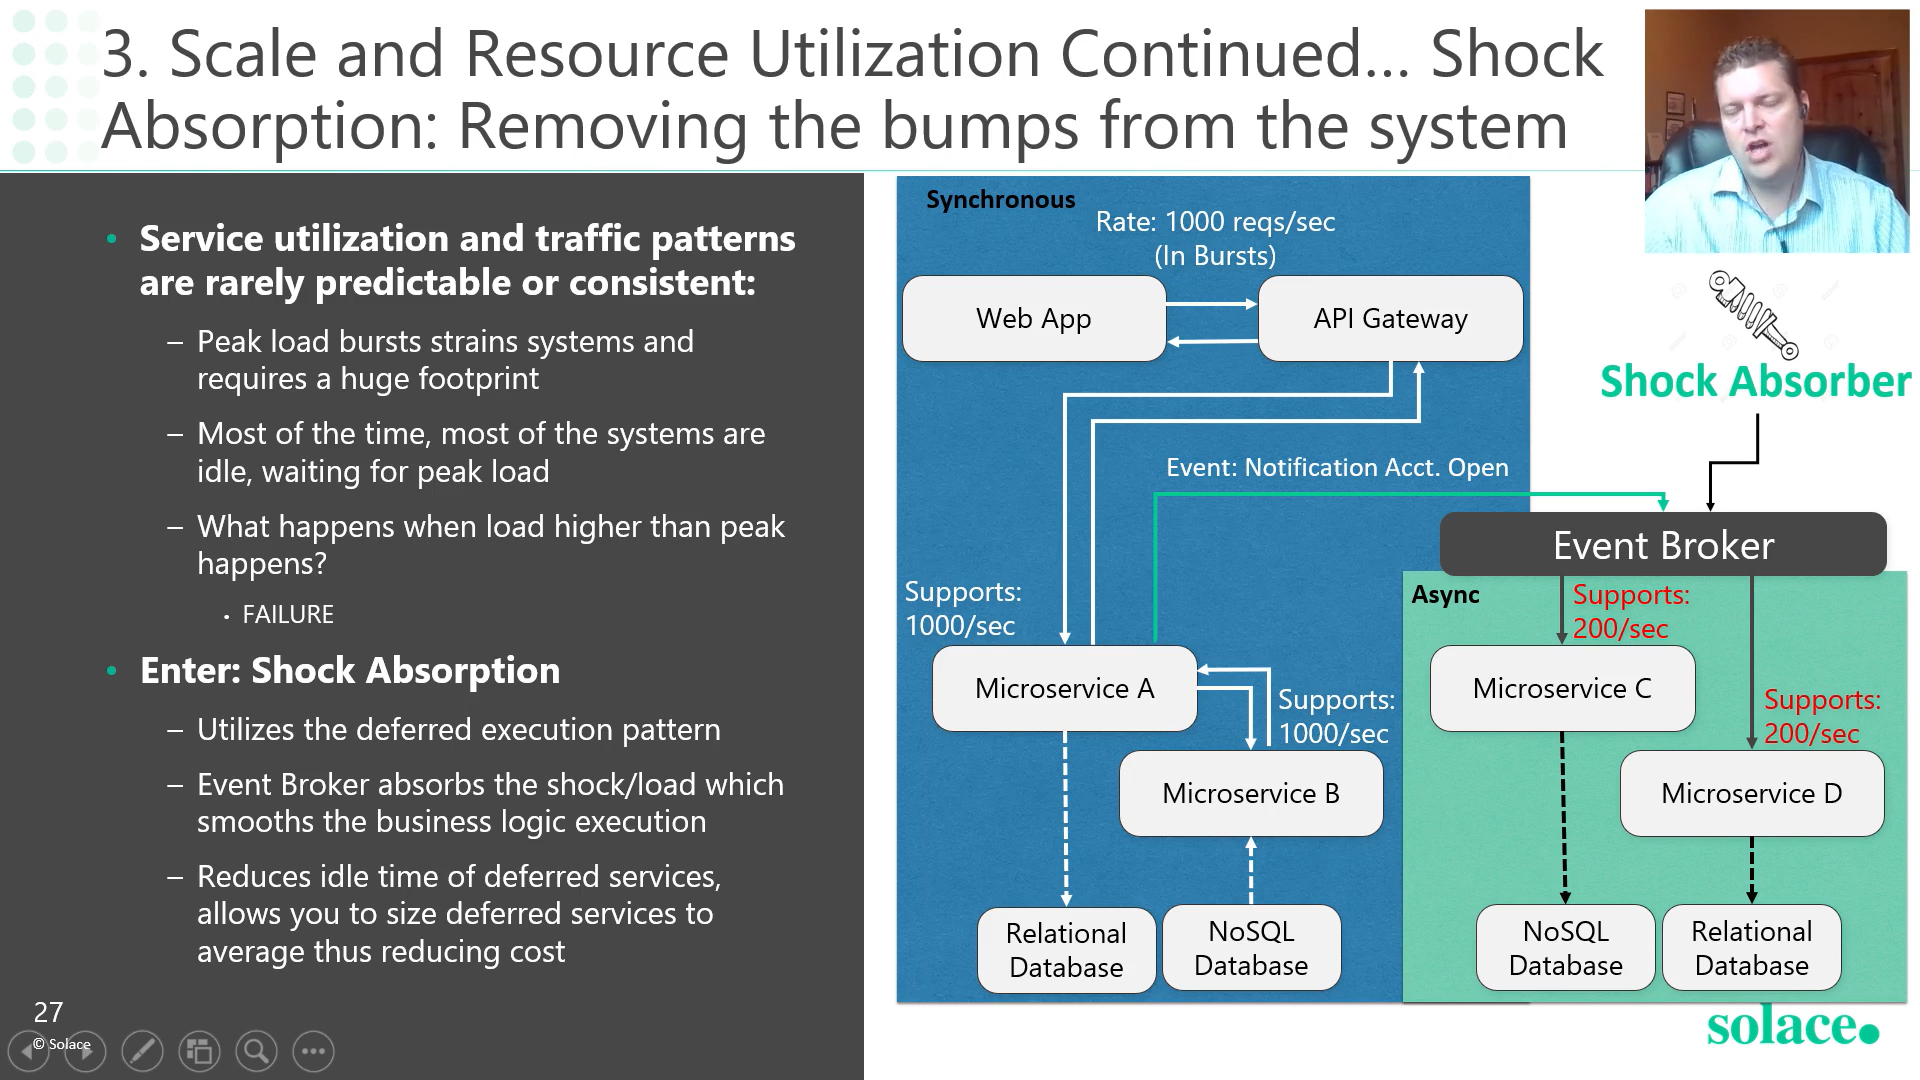 3. Scale and Resource Utilization Continued... Shock
Absorption: Removing the bumps from the system
• Service utilization and traffic patterns
are rarely predictable or consistent:
– Peak load bursts strains systems and
requires a huge footprint
– Most of the time, most of the systems are
idle, waiting for peak load
– What happens when load higher than peak
happens?
• FAILURE
• Enter: Shock Absorption
– Utilizes the deferred execution pattern
– Event Broker absorbs the shock/load which
smooths the business logic execution
– Reduces idle time of deferred services,
allows you to size deferred services to
average thus reducing cost
27
© Solace
Synchronous
Rate: 1000 reqs/sec
(In Bursts)
Web App
API Gateway
Event: Notification Acct. Open
Supports:
1000/sec
Microservice A
Supports:
1000/sec
Microservice B
Relational
Database
NoSQL
Database
Shock Absorber
Event Broker
Async
Supports:
200/sec
Microservice C
Supports:
200/sec
Microservice D
NoSQL
Database
Relational
Database
solace.